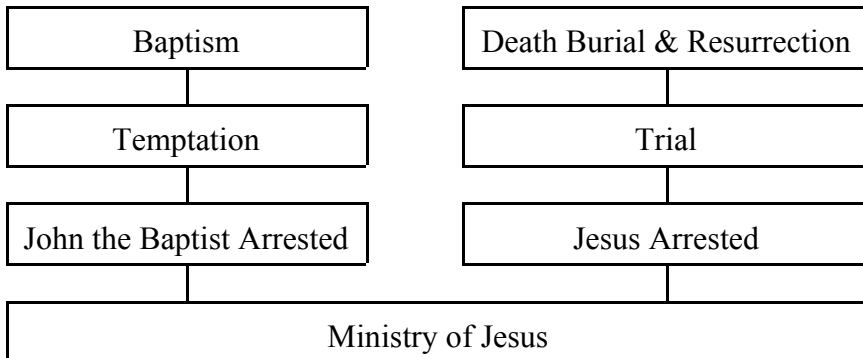 Baptism
Death Burial & Resurrection
Temptation
Trial
John the Baptist Arrested
Jesus Arrested
Ministry of Jesus